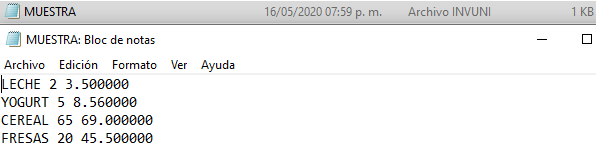 MUESTRA 16/05/2020 07:59 p. m. Archivo INVUNI 1 KB
MUESTRA: Bloc de notas
Archivo Edición Formato Ver Ayuda
LECHE 2 3.500000
YOGURT 5 8.560000
CEREAL 65 69.000000
FRESAS 20 45.500000